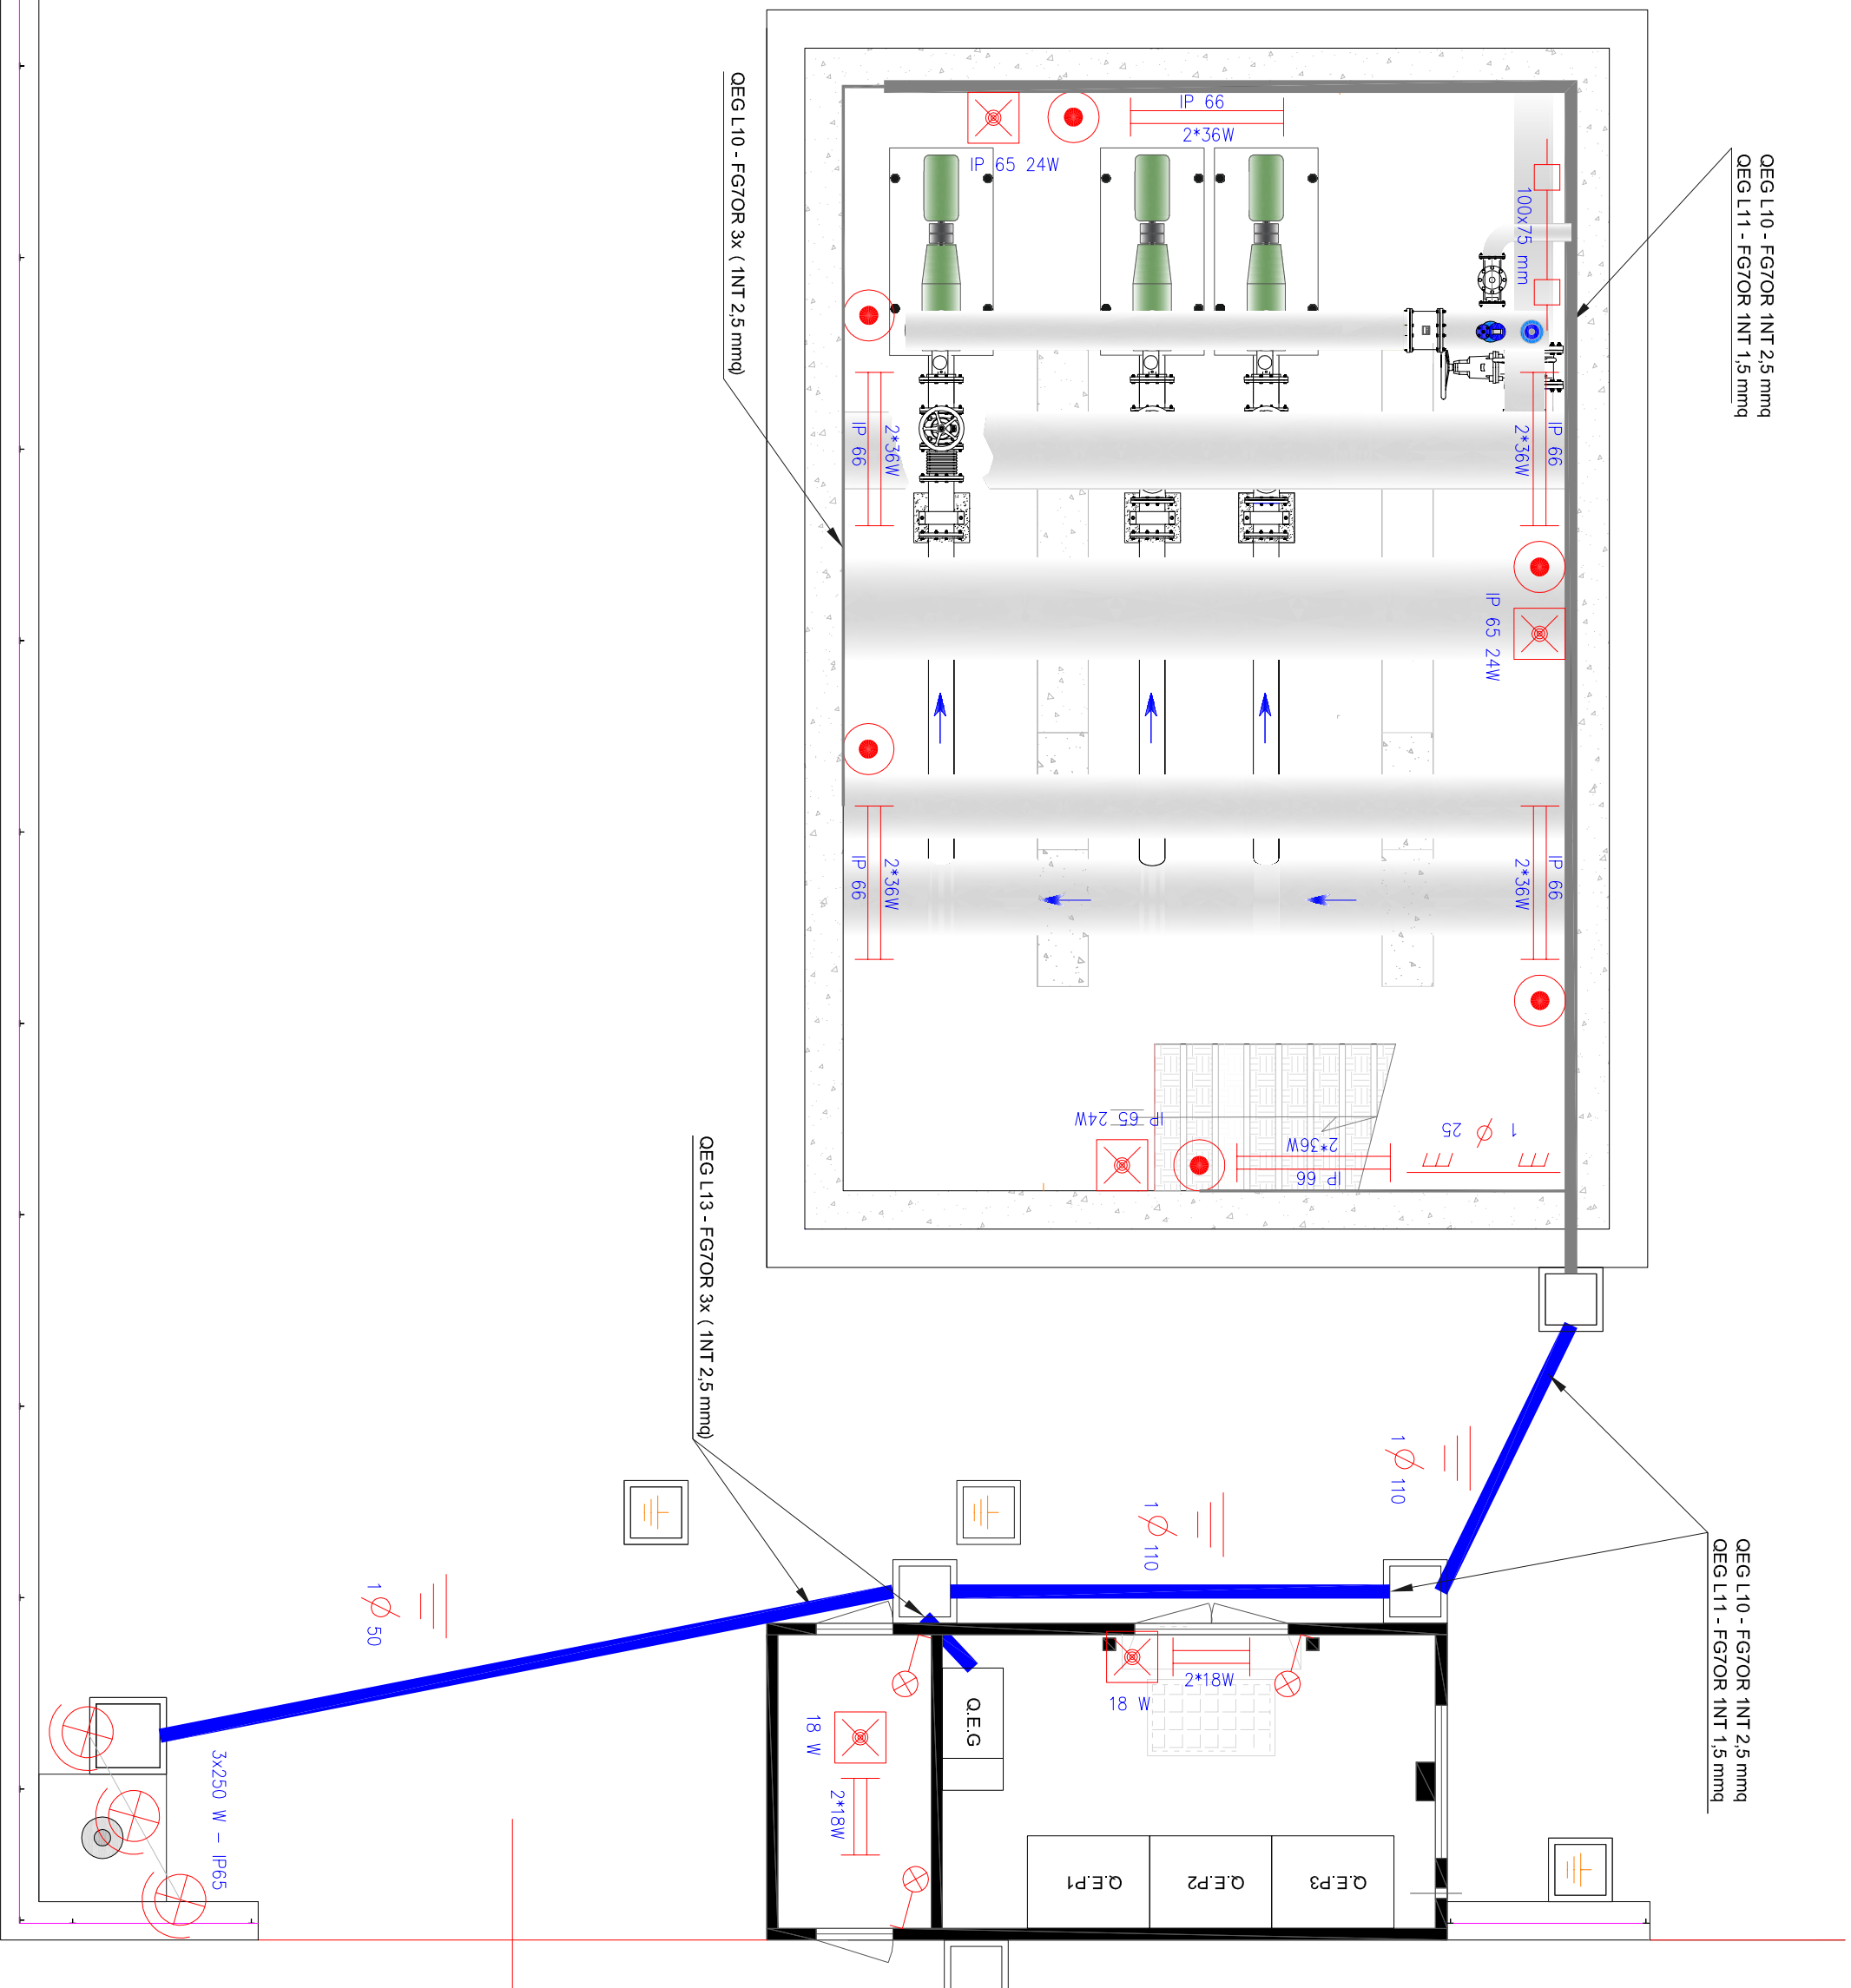 QEG L10 - FG7OR 1NT 2,5 mmq
QEG L11 - FG7OR 1NT 1,5 mmq
QEG L10 - FG7OR 3x ( 1NT 2,5 mmq)
IP 66
2*36W
IP 65 24W
100x75 mm
2*36W
IP 66
IP 66
2*36W
IP 65 24W
2*36W
IP 66
IP 66
2*36W
IP 65 24W
2*36W
IP 66
1 ϕ 25
QEG L13 - FG7OR 3x ( 1NT 2,5 mmq)
1 ϕ 110
1 ϕ 110
QEG L10 - FG7OR 1NT 2,5 mmq
QEG L11 - FG7OR 1NT 1,5 mmq
1 ϕ 50
2*18W
18 W
Q.E.G
18 W
2*18W
3x250 W – IP65
Q.E.P1
Q.E.P2
Q.E.P3